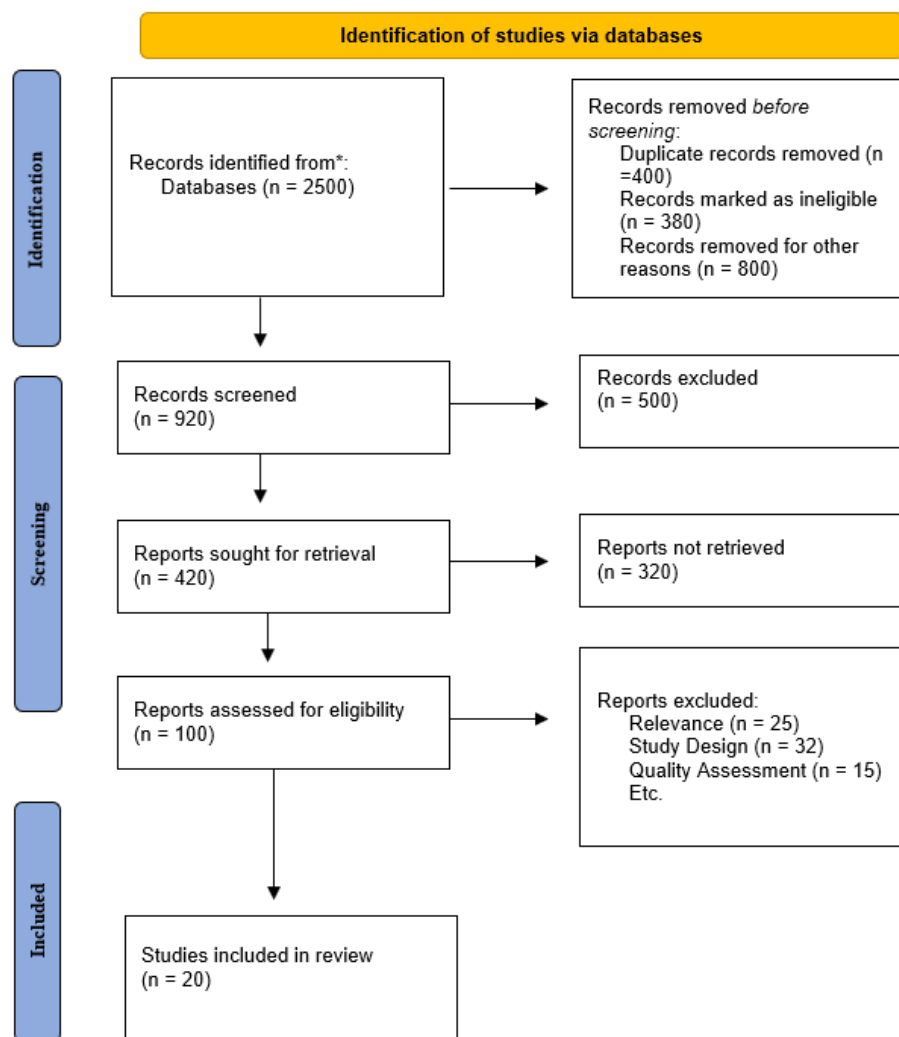 Identification of studies via databases
Identification
Records identified from*:
Databases (n = 2500)
Records removed before
screening:
Duplicate records removed (n
=400)
Records marked as ineligible
(n = 380)
Records removed for other
reasons (n = 800)
Screening
Records screened
(n = 920)
Records excluded
(n = 500)
Reports sought for retrieval
(n = 420)
Reports not retrieved
(n = 320)
Reports assessed for eligibility
(n = 100)
Reports excluded:
Relevance (n = 25)
Study Design (n = 32)
Quality Assessment (n = 15)
Etc.
Included
Studies included in review
(n = 20)